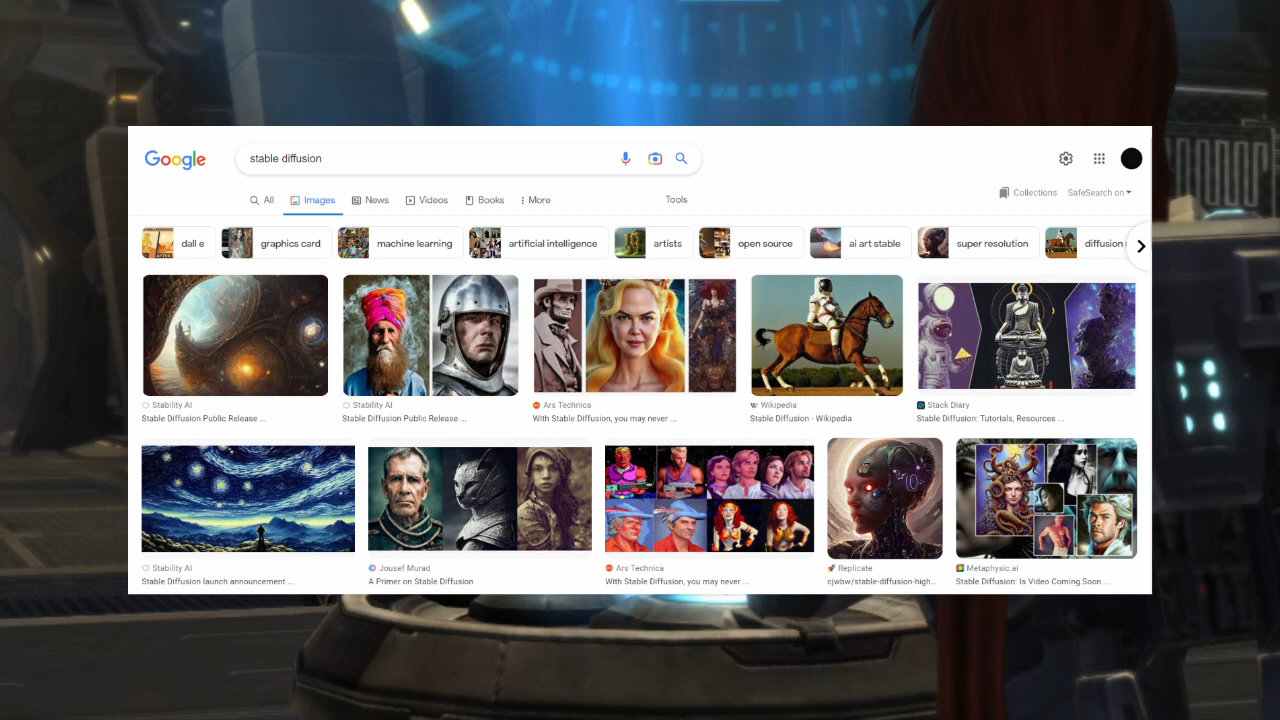 Google
stable diffusion
All Images News Videos Books More Tools
Collections SafeSearch on
dall e graphics card machine learning artificial intelligence artists open source ai art stable super resolution diffusion
Stability AI Stability AI Ars Technica Wikipedia Stack Diary
Stable Diffusion Public Release ... Stable Diffusion Public Release ... With Stable Diffusion, you may never ... Stable Diffusion - Wikipedia Stable Diffusion: Tutorials, Resources ...
Stability AI Jousef Murad Ars Technica Replicate Metaphysic.ai
Stable Diffusion launch announcement ... A Primer on Stable Diffusion With Stable Diffusion, you may never ... cjwbw/stable-diffusion-high... Stable Diffusion: Is Video Coming Soon ...